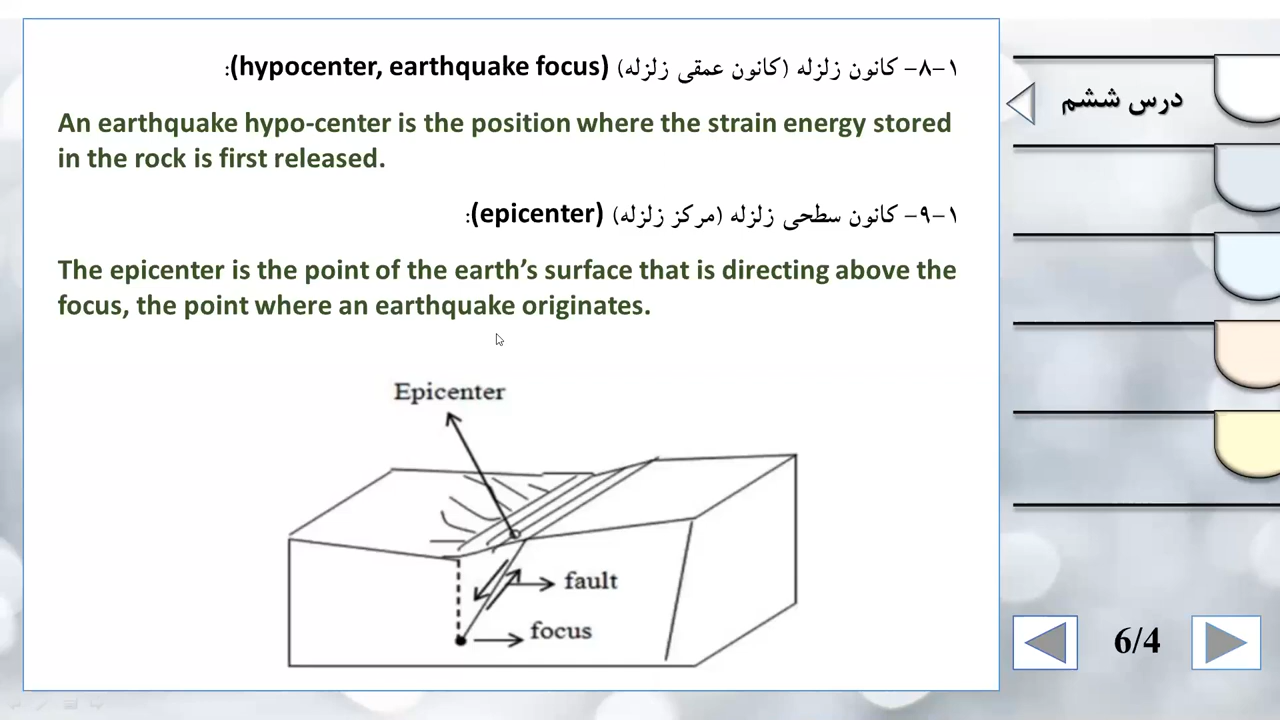 ۱-۸- کانون زلزله (کانون عمقی زلزله) (hypocenter, earthquake focus):
An earthquake hypo-center is the position where the strain energy stored
in the rock is first released.
۱-۹- کانون سطحی زلزله (مرکز زلزله) (epicenter):
The epicenter is the point of the earth’s surface that is directing above the
focus, the point where an earthquake originates.
Epicenter
fault
focus
درس ششم
6/4